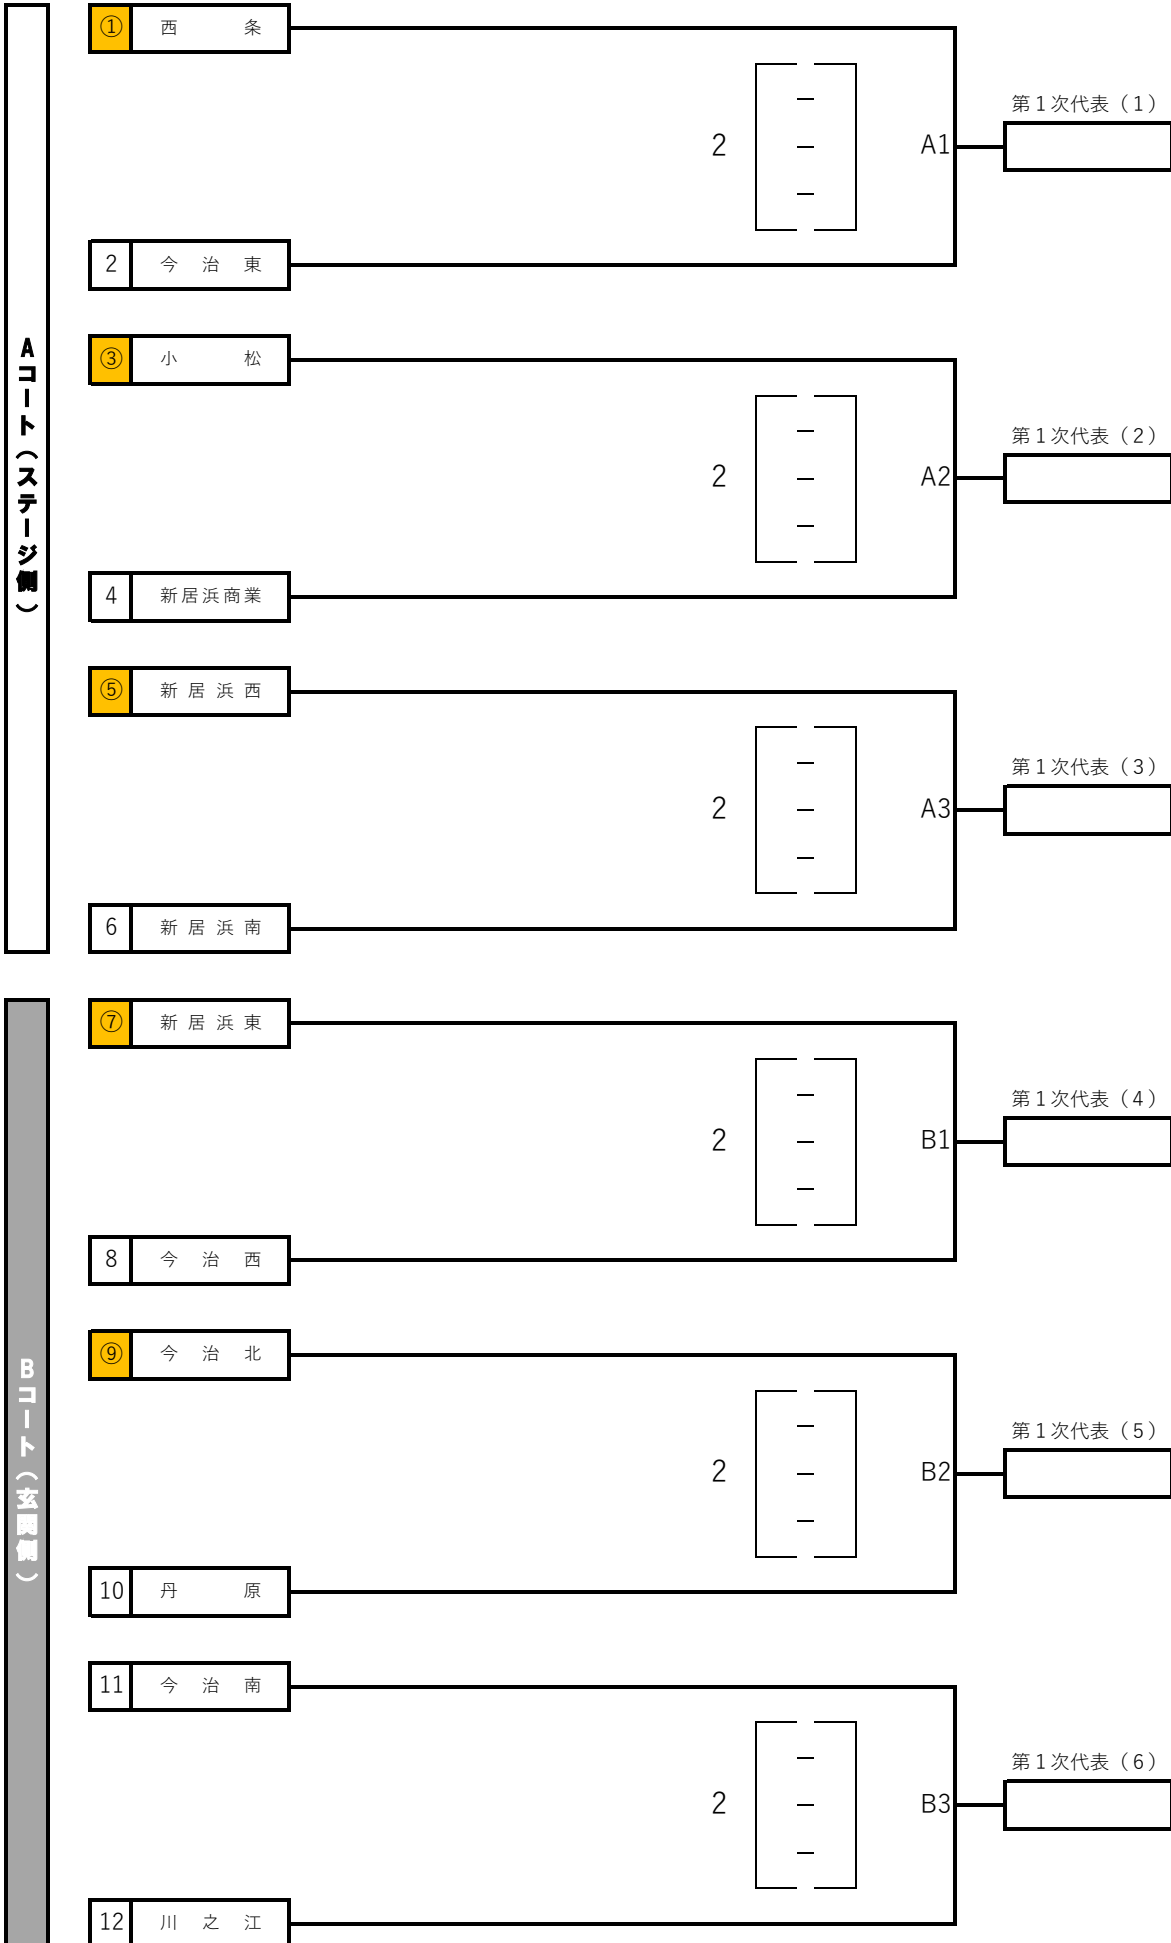 Aコート（ステージ側）
① 西条
2 A1
第１次代表（1）
2 今治東
③ 小松
2 A2
第１次代表（2）
4 新居浜商業
⑤ 新居浜西
2 A3
第１次代表（3）
6 新居浜南
Bコート（玄関側）
⑦ 新居浜東
2 B1
第１次代表（4）
8 今治西
⑨ 今治北
2 B2
第１次代表（5）
10 丹原
11 今治南
2 B3
第１次代表（6）
12 川之江